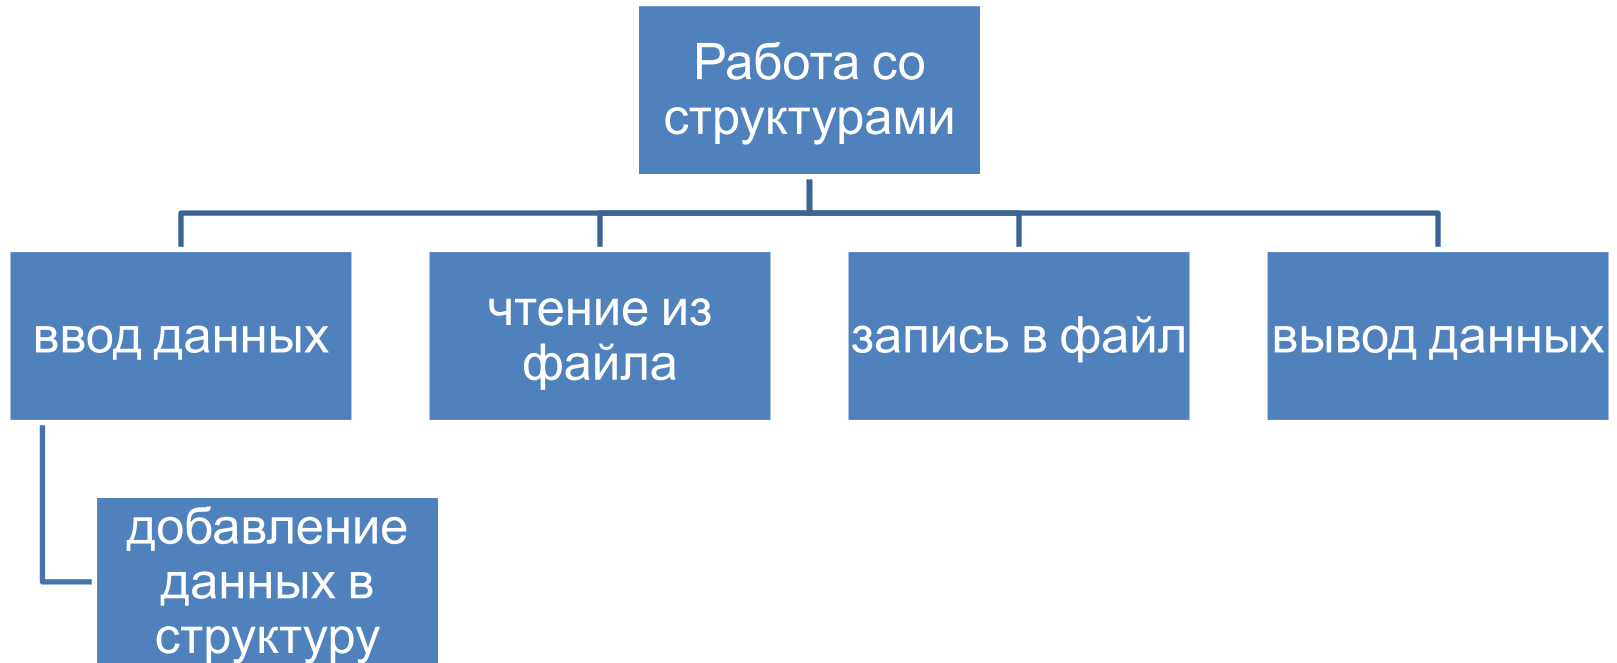 Работа со
структурами
ввод данных
чтение из
файла
запись в файл
вывод данных
добавление
данных в
структуру